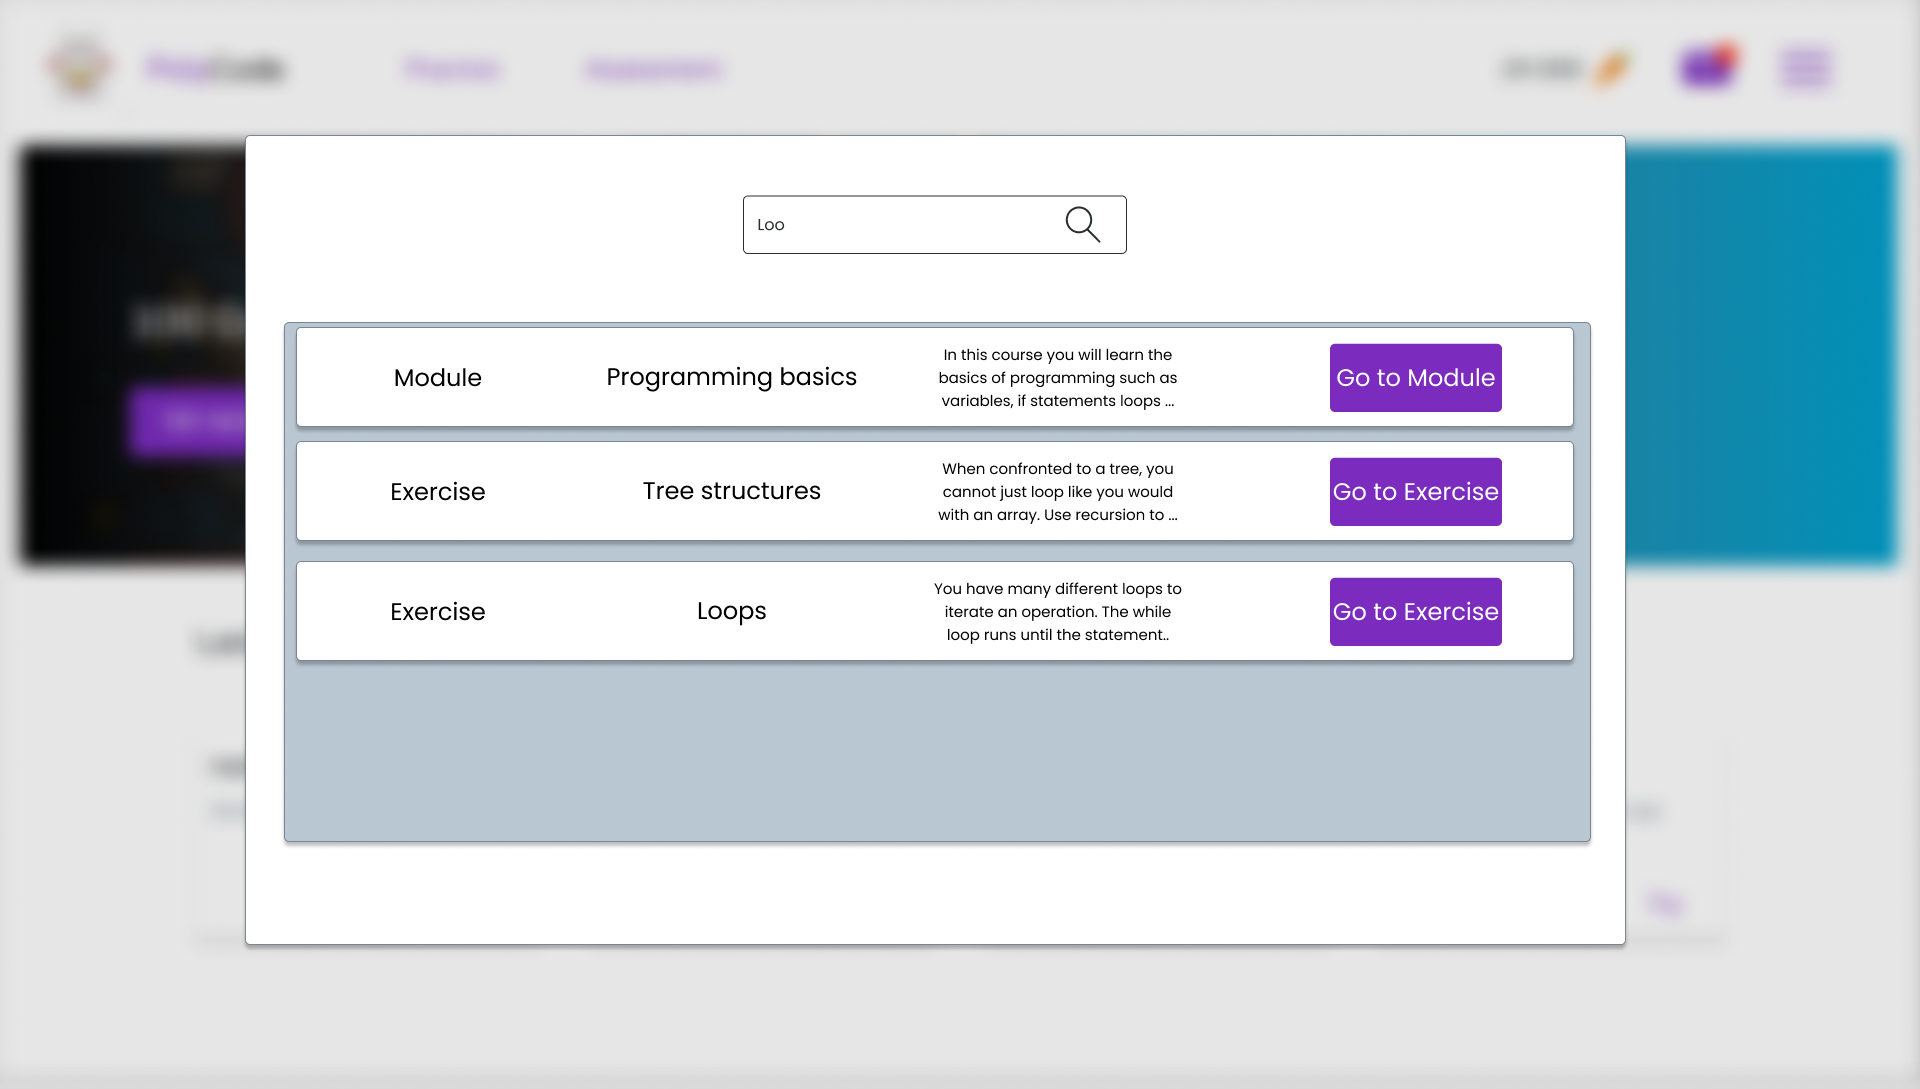 PolyCode
Practice
Assessment
Loo
Module
Programming basics
In this course you will learn the
basics of programming such as
variables, if statements loops ...
Go to Module
Exercise
Tree structures
When confronted to a tree, you
cannot just loop like you would
with an array. Use recursion to ...
Go to Exercise
Exercise
Loops
You have many different loops to
iterate an operation. The while
loop runs until the statement..
Go to Exercise